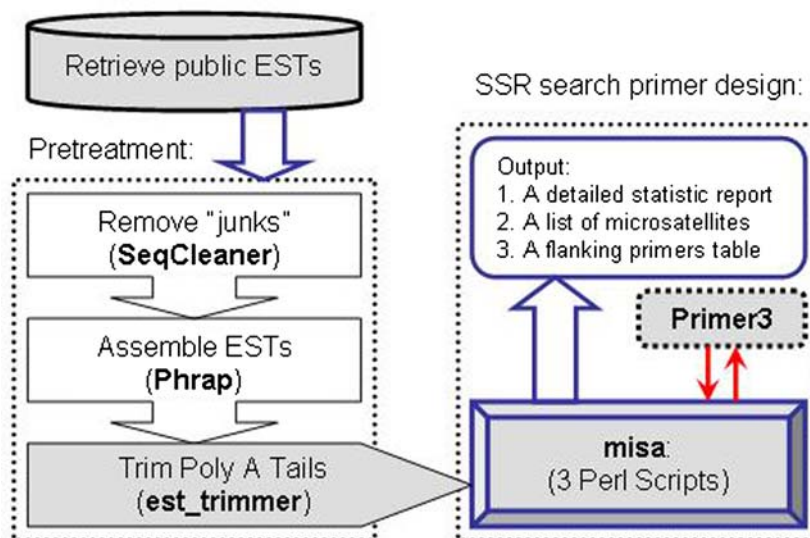 Retrieve public ESTs
Pretreatment:
Remove "junks"
(SeqCleaner)
Assemble ESTs
(Phrap)
Trim Poly A Tails
(est_trimmer)
SSR search primer design:
Output:
1. A detailed statistic report
2. A list of microsatellites
3. A flanking primers table
Primer3
misa:
(3 Perl Scripts)